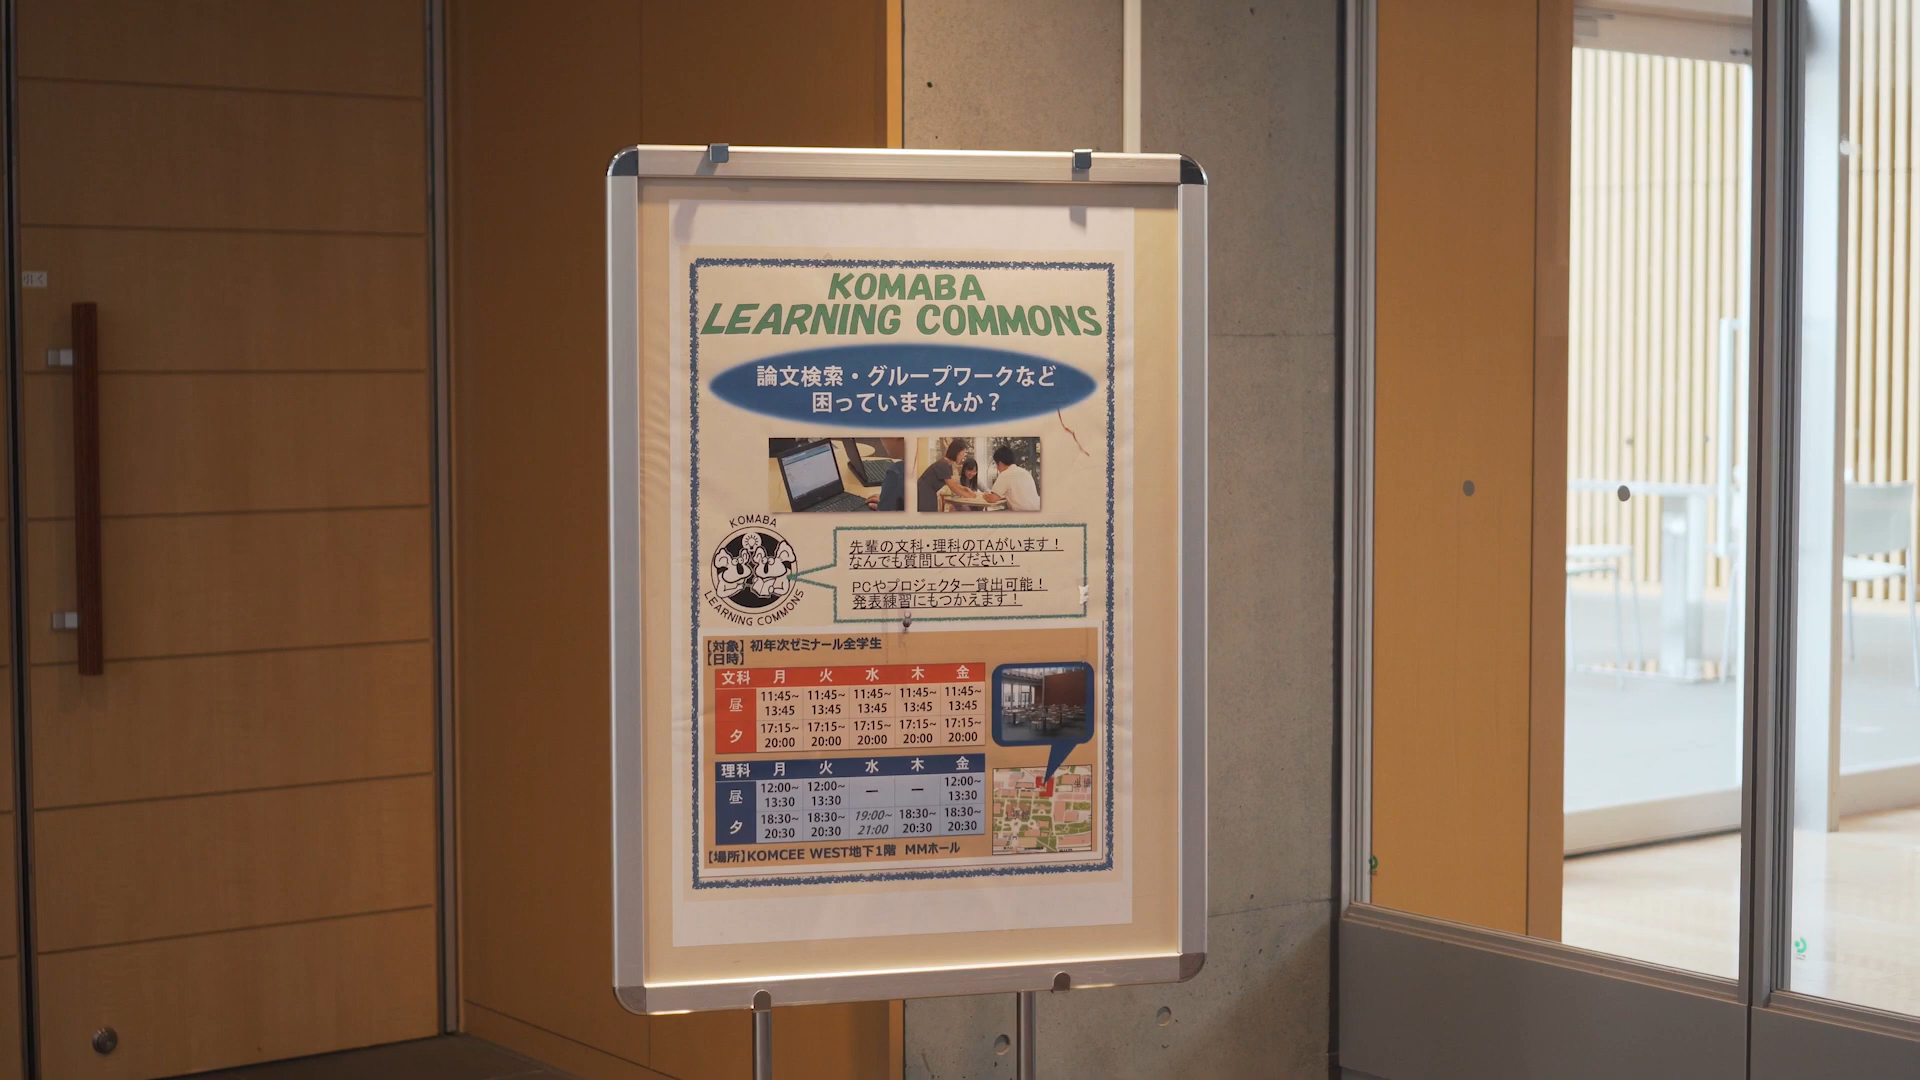 引く
KOMABA
LEARNING COMMONS
論文検索・グループワークなど
困っていませんか？
KOMABA
LEARNING COMMONS
先輩の文科・理科のTAがいます！
なんでも質問してください！
PCやプロジェクター貸出可能！
発表練習にもつかえます！
【対象】初年次ゼミナール全学生
【日時】
文科 月 火 水 木 金
昼 11:45~13:45 11:45~13:45 11:45~13:45 11:45~13:45 11:45~13:45
夕 17:15~20:00 17:15~20:00 17:15~20:00 17:15~20:00 17:15~20:00
理科 月 火 水 木 金
昼 12:00~13:30 12:00~13:30 — — 12:00~13:30
夕 18:30~20:30 18:30~20:30 19:00~21:00 18:30~20:30 18:30~20:30
【場所】KOMCEE WEST地下1階 MMホール